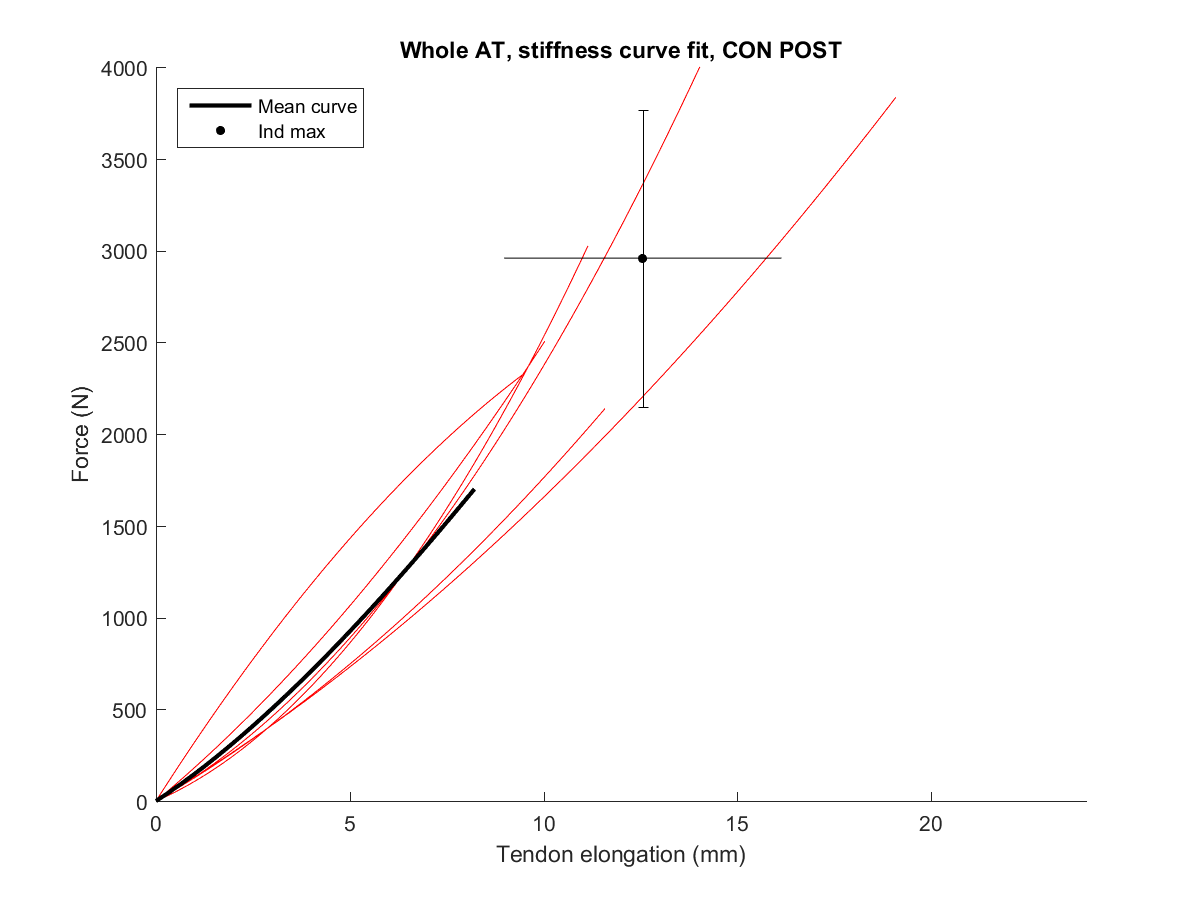 Whole AT, stiffness curve fit, CON POST
Mean curve
Ind max
4000
3500
3000
2500
2000
1500
1000
500
0
Force (N)
0 5 10 15 20
Tendon elongation (mm)